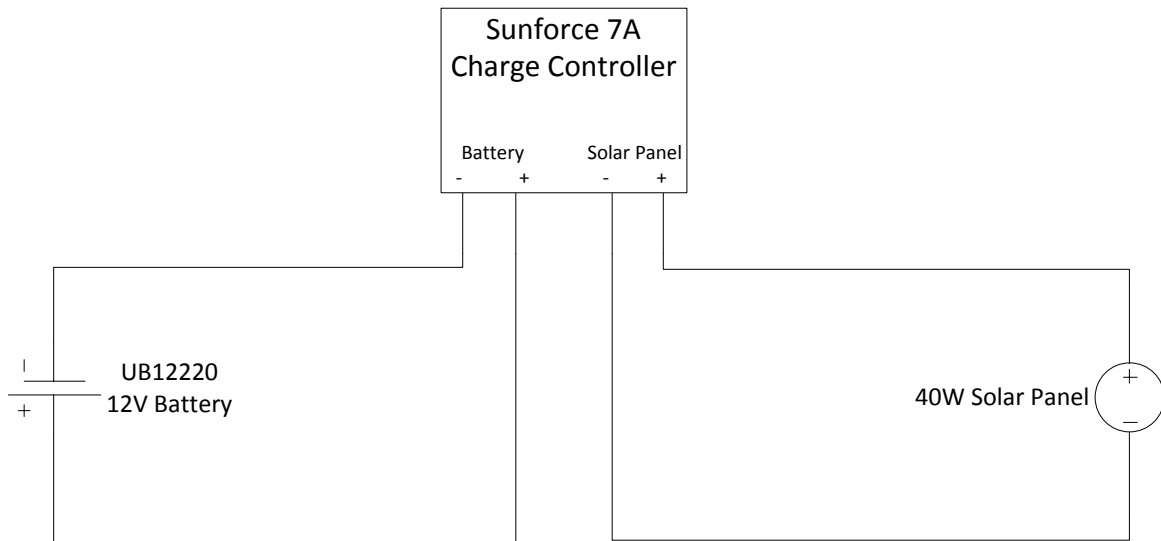 Sunforce 7A
Charge Controller
Battery Solar Panel
- + - +
UB12220
12V Battery
- +
40W Solar Panel
+
-